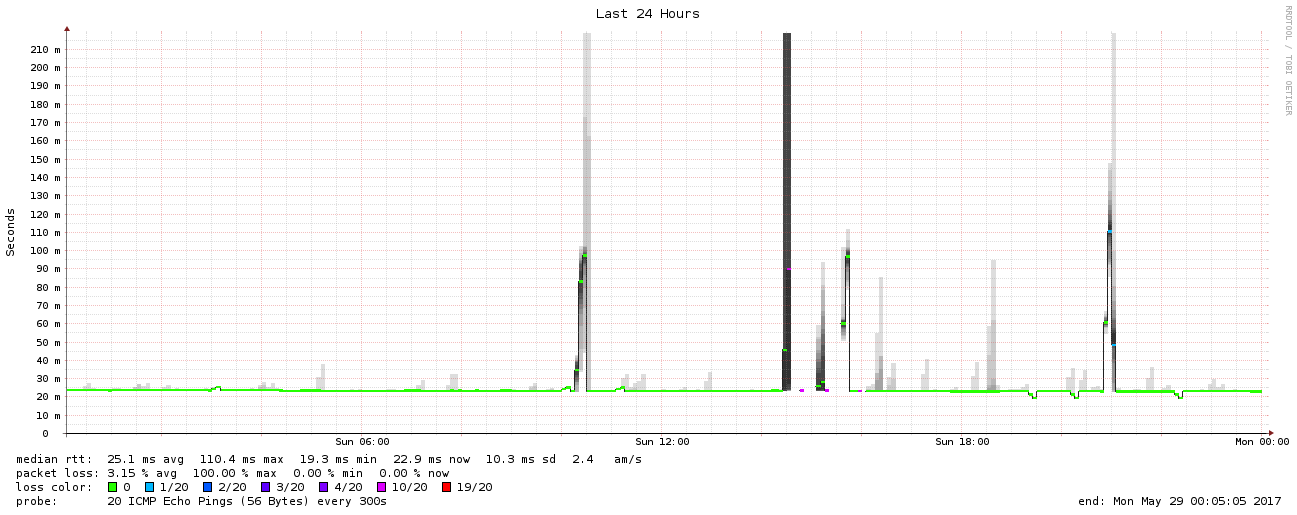 Last 24 Hours
RRDTOOL / TOBI OETIKER
Seconds
210 m
200 m
190 m
180 m
170 m
160 m
150 m
140 m
130 m
120 m
110 m
100 m
90 m
80 m
70 m
60 m
50 m
40 m
30 m
20 m
10 m
0
Sun 06:00 Sun 12:00 Sun 18:00 Mon 00:00
median rtt: 25.1 ms avg 110.4 ms max 19.3 ms min 22.9 ms now 10.3 ms sd 2.4 am/s
packet loss: 3.15 % avg 100.00 % max 0.00 % min 0.00 % now
loss color: 0 1/20 2/20 3/20 4/20 10/20 19/20
probe: 20 ICMP Echo Pings (56 Bytes) every 300s end: Mon May 29 00:05:05 2017